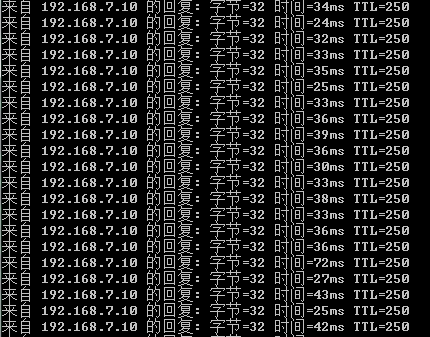 来自 192.168.7.10 的回复: 字节=32 时间=34ms TTL=250
来自 192.168.7.10 的回复: 字节=32 时间=24ms TTL=250
来自 192.168.7.10 的回复: 字节=32 时间=32ms TTL=250
来自 192.168.7.10 的回复: 字节=32 时间=33ms TTL=250
来自 192.168.7.10 的回复: 字节=32 时间=35ms TTL=250
来自 192.168.7.10 的回复: 字节=32 时间=25ms TTL=250
来自 192.168.7.10 的回复: 字节=32 时间=33ms TTL=250
来自 192.168.7.10 的回复: 字节=32 时间=36ms TTL=250
来自 192.168.7.10 的回复: 字节=32 时间=39ms TTL=250
来自 192.168.7.10 的回复: 字节=32 时间=36ms TTL=250
来自 192.168.7.10 的回复: 字节=32 时间=30ms TTL=250
来自 192.168.7.10 的回复: 字节=32 时间=33ms TTL=250
来自 192.168.7.10 的回复: 字节=32 时间=38ms TTL=250
来自 192.168.7.10 的回复: 字节=32 时间=33ms TTL=250
来自 192.168.7.10 的回复: 字节=32 时间=36ms TTL=250
来自 192.168.7.10 的回复: 字节=32 时间=36ms TTL=250
来自 192.168.7.10 的回复: 字节=32 时间=72ms TTL=250
来自 192.168.7.10 的回复: 字节=32 时间=27ms TTL=250
来自 192.168.7.10 的回复: 字节=32 时间=43ms TTL=250
来自 192.168.7.10 的回复: 字节=32 时间=25ms TTL=250
来自 192.168.7.10 的回复: 字节=32 时间=42ms TTL=250